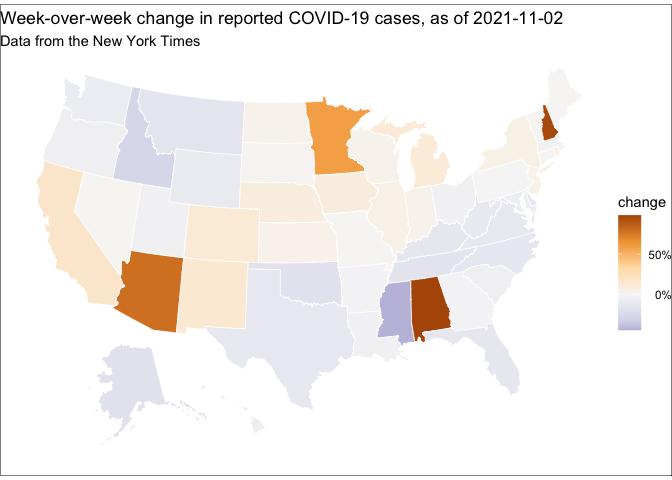 Week-over-week change in reported COVID-19 cases, as of 2021-11-02
Data from the New York Times
change
50%
0%